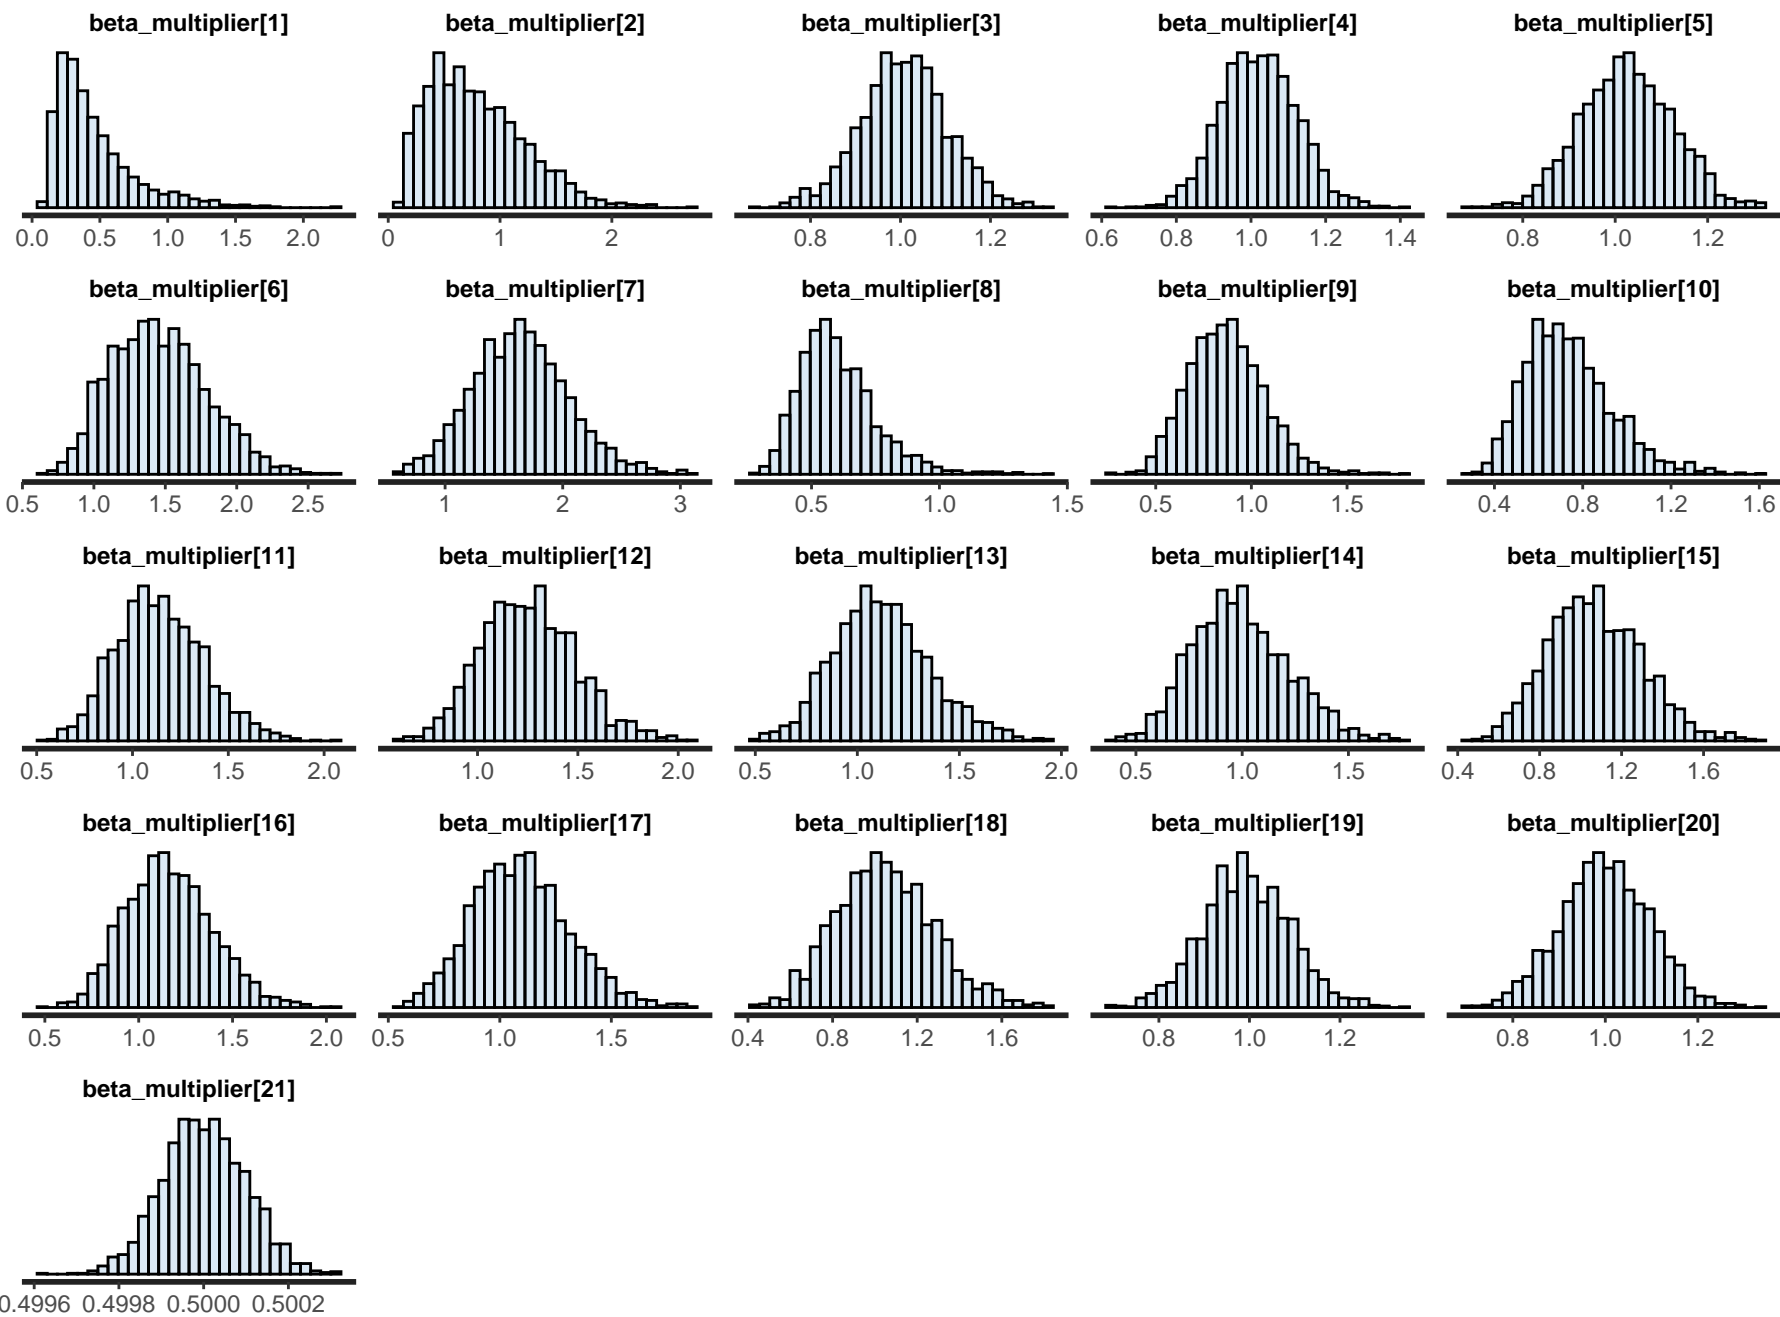 beta_multiplier[1] beta_multiplier[2] beta_multiplier[3] beta_multiplier[4] beta_multiplier[5]
0.0 0.5 1.0 1.5 2.0 0 1 2 0.8 1.0 1.2 0.6 0.8 1.0 1.2 1.4 0.8 1.0 1.2
beta_multiplier[6] beta_multiplier[7] beta_multiplier[8] beta_multiplier[9] beta_multiplier[10]
0.5 1.0 1.5 2.0 2.5 1 2 3 0.5 1.0 1.5 0.5 1.0 1.5 0.4 0.8 1.2 1.6
beta_multiplier[11] beta_multiplier[12] beta_multiplier[13] beta_multiplier[14] beta_multiplier[15]
0.5 1.0 1.5 2.0 1.0 1.5 2.0 0.5 1.0 1.5 2.0 0.5 1.0 1.5 0.4 0.8 1.2 1.6
beta_multiplier[16] beta_multiplier[17] beta_multiplier[18] beta_multiplier[19] beta_multiplier[20]
0.5 1.0 1.5 2.0 0.5 1.0 1.5 0.4 0.8 1.2 1.6 0.8 1.0 1.2 0.8 1.0 1.2
beta_multiplier[21]
0.4996 0.4998 0.5000 0.5002